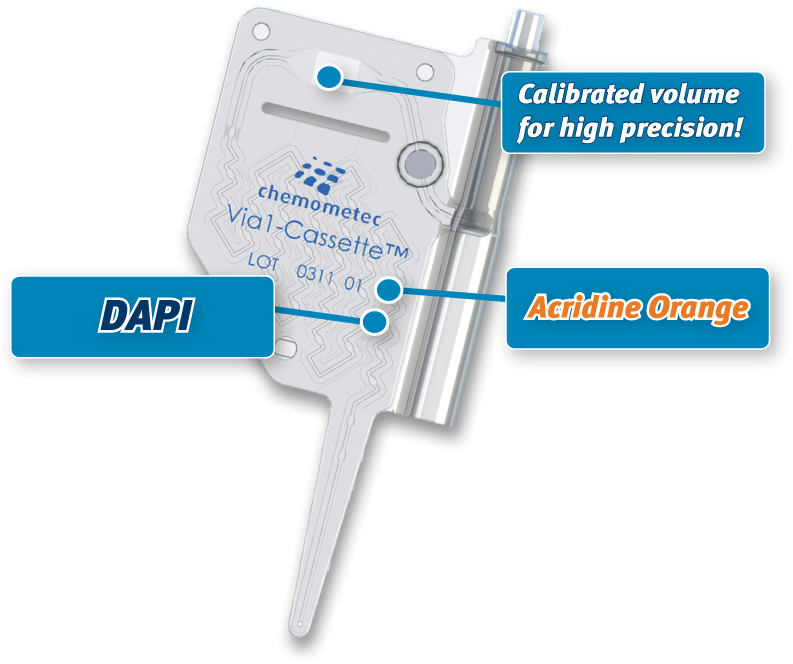 Calibrated volume
for high precision!
chemometec
Via1-Cassette™
LOT 0311 01
DAPI
Acridine Orange